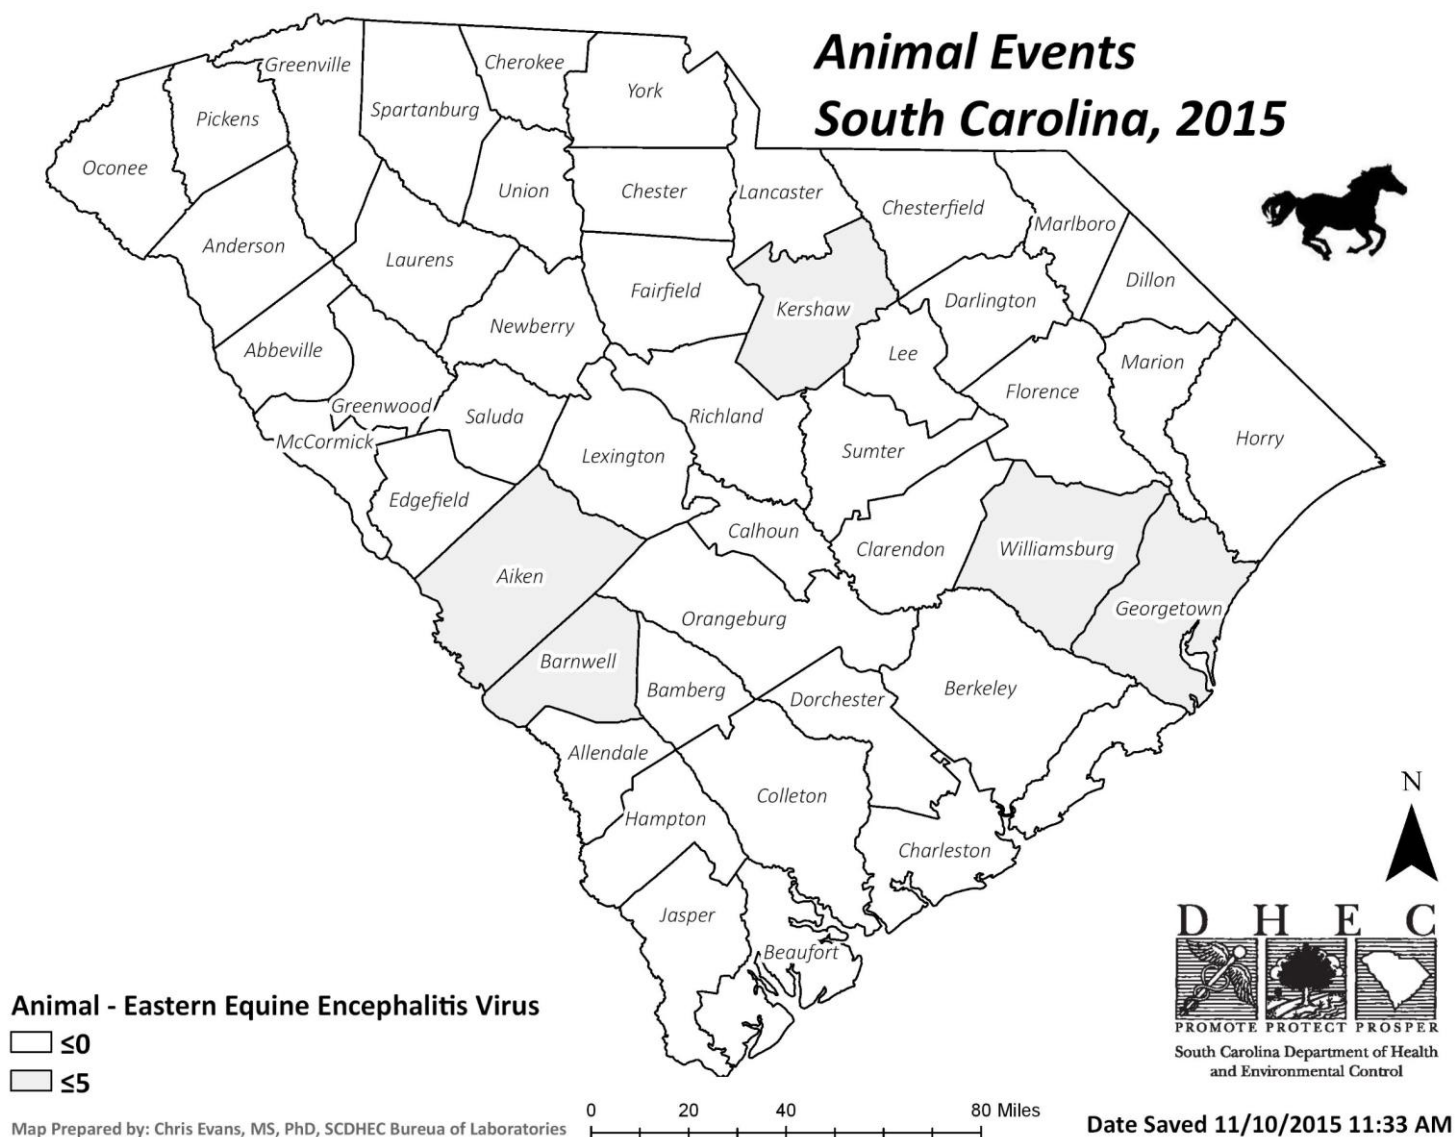 Animal Events
South Carolina, 2015
Cherokee
Greenville
York
Spartanburg
Pickens
Oconee
Union
Chester
Lancaster
Chesterfield
Marlboro
Anderson
Laurens
Dillon
Fairfield
Darlington
Kershaw
Newberry
Abbeville
Lee
Marion
Florence
Greenwood
Saluda
Richland
McCormick
Horry
Lexington
Sumter
Edgefield
Calhoun
Clarendon
Williamsburg
Aiken
Georgetown
Orangeburg
Barnwell
Bamberg
Berkeley
Dorchester
Allendale
Colleton
Hampton
Charleston
Jasper
Beaufort
N
D H E C
PROMOTE PROTECT PROSPER
South Carolina Department of Health
and Environmental Control
Animal - Eastern Equine Encephalitis Virus
≤0
≤5
0 20 40 80 Miles
Map Prepared by: Chris Evans, MS, PhD, SCDHEC Bureua of Laboratories
Date Saved 11/10/2015 11:33 AM